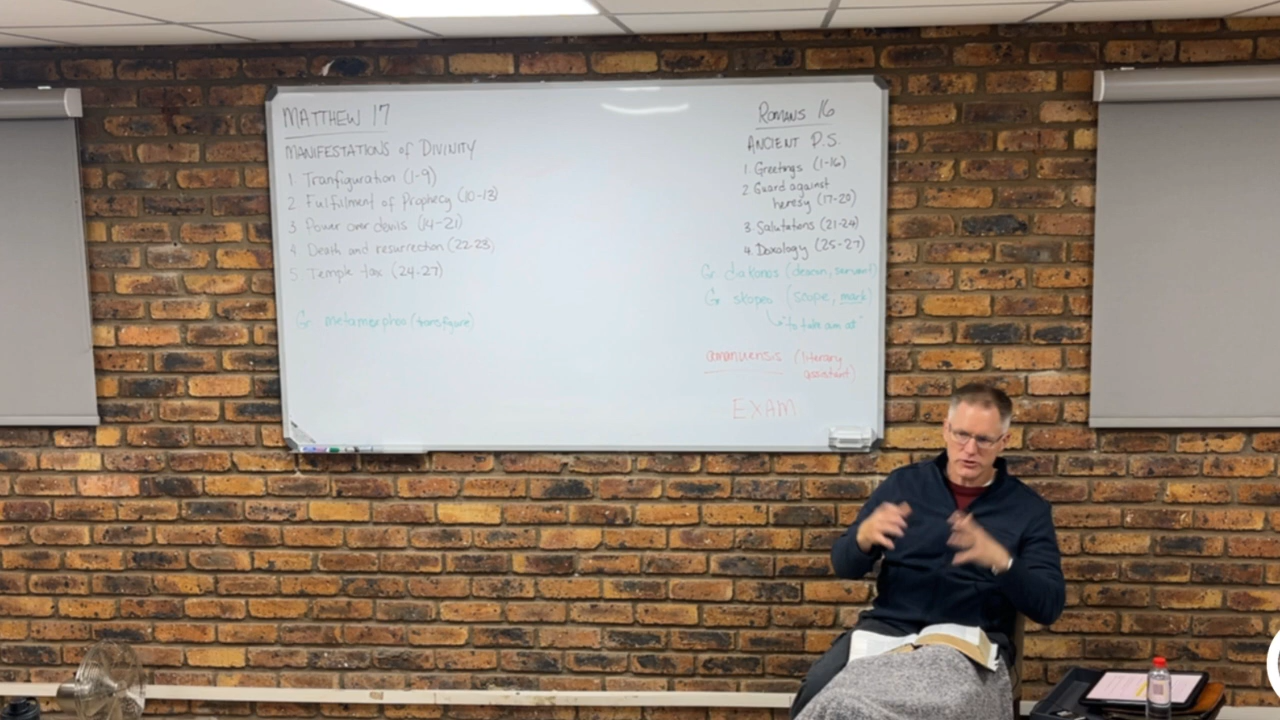 MATTHEW 17
MANIFESTATIONS of DIVINITY
1 Tranfiguration (1-9)
2 Fulfillment of Prophecy (10-13)
3 Power over devils (14-21)
4 Death and resurrection (22-23)
5 Temple tax (24-27)
Gr. metamorphoo (transfigure)
Romans 16
ANCIENT P.S.
1. Greetings (1-16)
2 Guard against
heresy (17-20)
3. Salutations (21-24)
4. Doxology (25-27)
Gr. diakonos (deacon, servant)
Gr skopeo (scope, mark)
"to take aim at"
amanuensis (literary
assistant)
EXAM